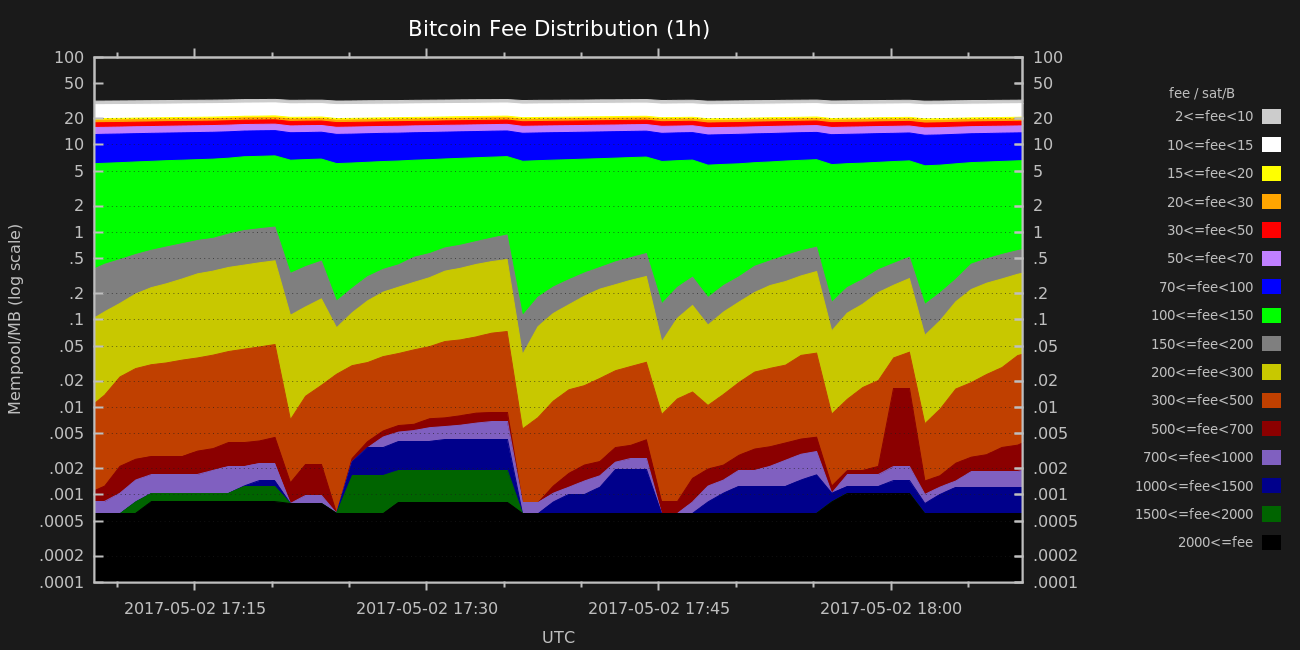 Bitcoin Fee Distribution (1h)
Mempool/MB (log scale)
100
50
20
10
5
2
1
.5
.2
.1
.05
.02
.01
.005
.002
.001
.0005
.0002
.0001
100
50
20
10
5
2
1
.5
.2
.1
.05
.02
.01
.005
.002
.001
.0005
.0002
.0001
fee / sat/B
2<=fee<10
10<=fee<15
15<=fee<20
20<=fee<30
30<=fee<50
50<=fee<70
70<=fee<100
100<=fee<150
150<=fee<200
200<=fee<300
300<=fee<500
500<=fee<700
700<=fee<1000
1000<=fee<1500
1500<=fee<2000
2000<=fee
2017-05-02 17:15 2017-05-02 17:30 2017-05-02 17:45 2017-05-02 18:00
UTC